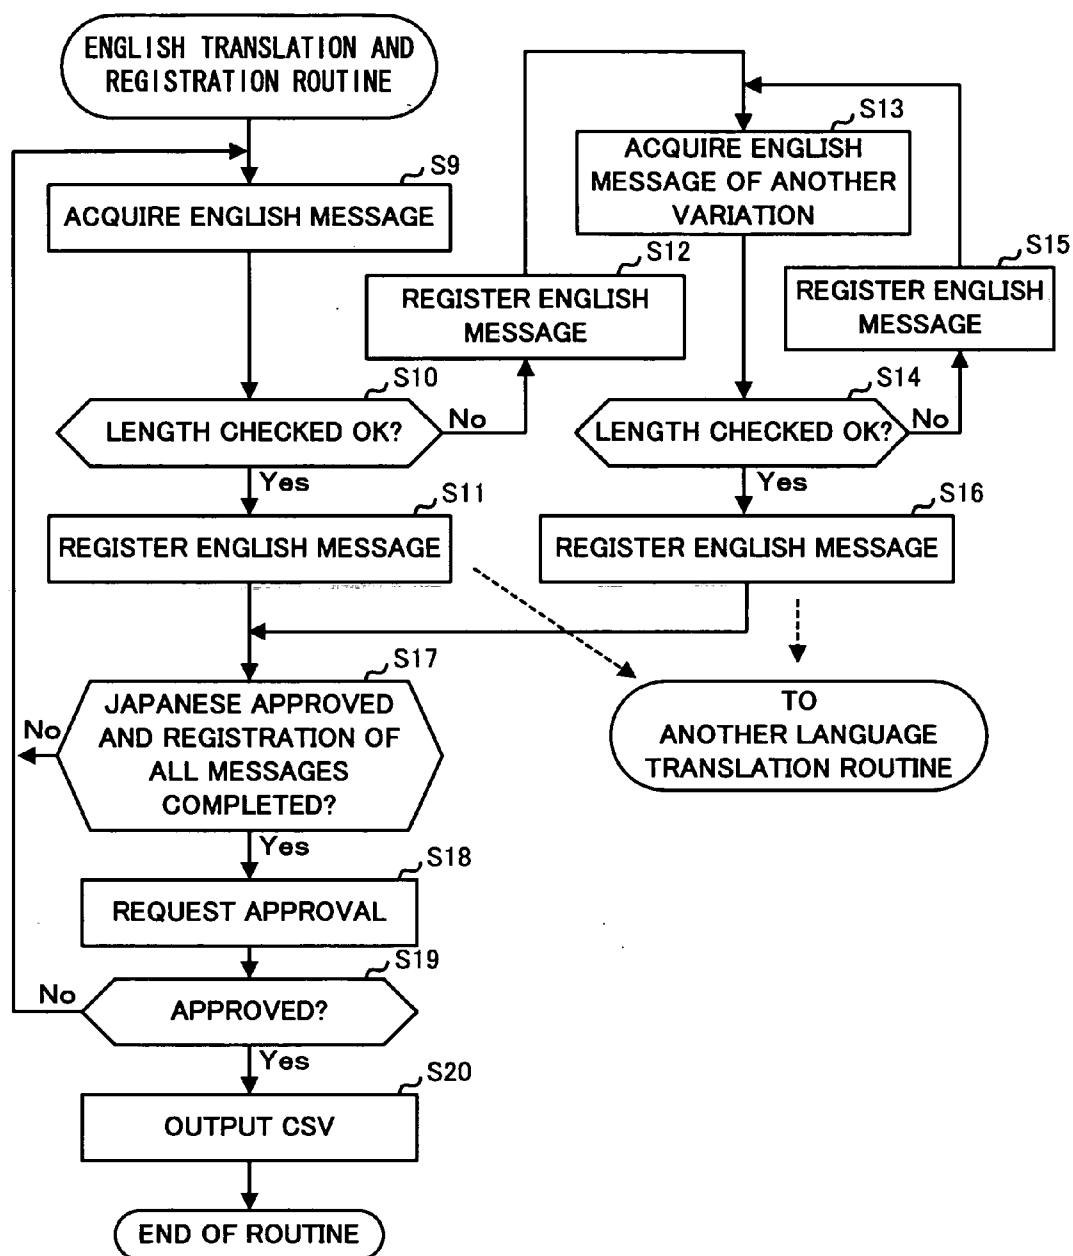 ENGLISH TRANSLATION AND
REGISTRATION ROUTINE
S9
ACQUIRE ENGLISH MESSAGE
S10
LENGTH CHECKED OK?
No
Yes
S12
REGISTER ENGLISH
MESSAGE
S13
ACQUIRE ENGLISH
MESSAGE OF ANOTHER
VARIATION
S15
REGISTER ENGLISH
MESSAGE
S14
LENGTH CHECKED OK?
No
Yes
S11
REGISTER ENGLISH MESSAGE
S16
REGISTER ENGLISH MESSAGE
TO
ANOTHER LANGUAGE
TRANSLATION ROUTINE
S17
JAPANESE APPROVED
AND REGISTRATION OF
ALL MESSAGES
COMPLETED?
No
Yes
S18
REQUEST APPROVAL
S19
APPROVED?
No
Yes
S20
OUTPUT CSV
END OF ROUTINE